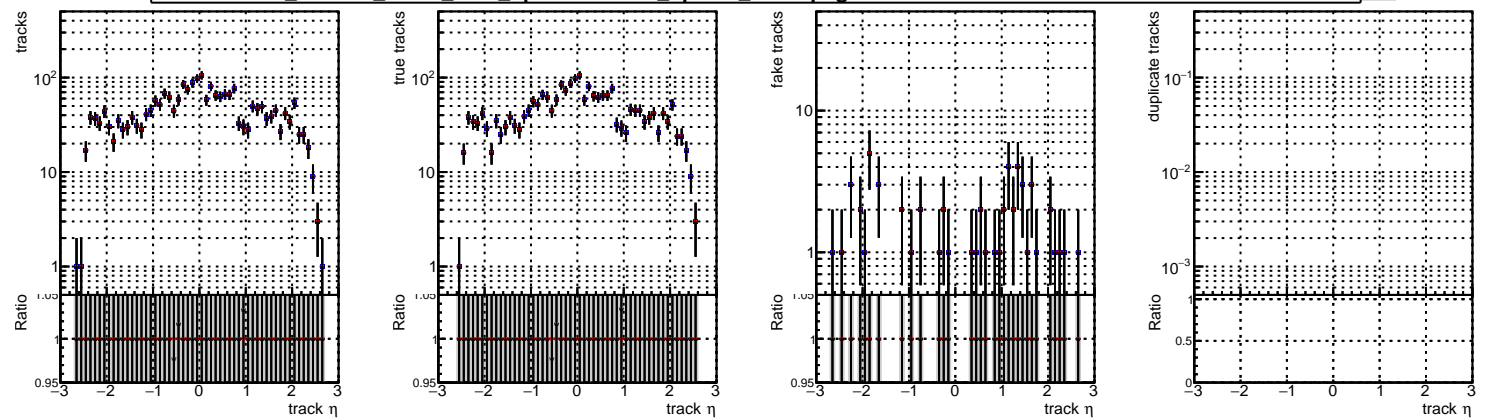 tracks
10²
10
1
Ratio
1.05
1
0.95
−3 −2 −1 0 1 2 3
track η
true tracks
10²
10
1
Ratio
1.05
1
0.95
−3 −2 −1 0 1 2 3
track η
fake tracks
10
1
Ratio
1.05
1
0.95
−3 −2 −1 0 1 2 3
track η
duplicate tracks
10⁻¹
10⁻²
10⁻³
Ratio
1
0.5
0
−3 −2 −1 0 1 2 3
track η